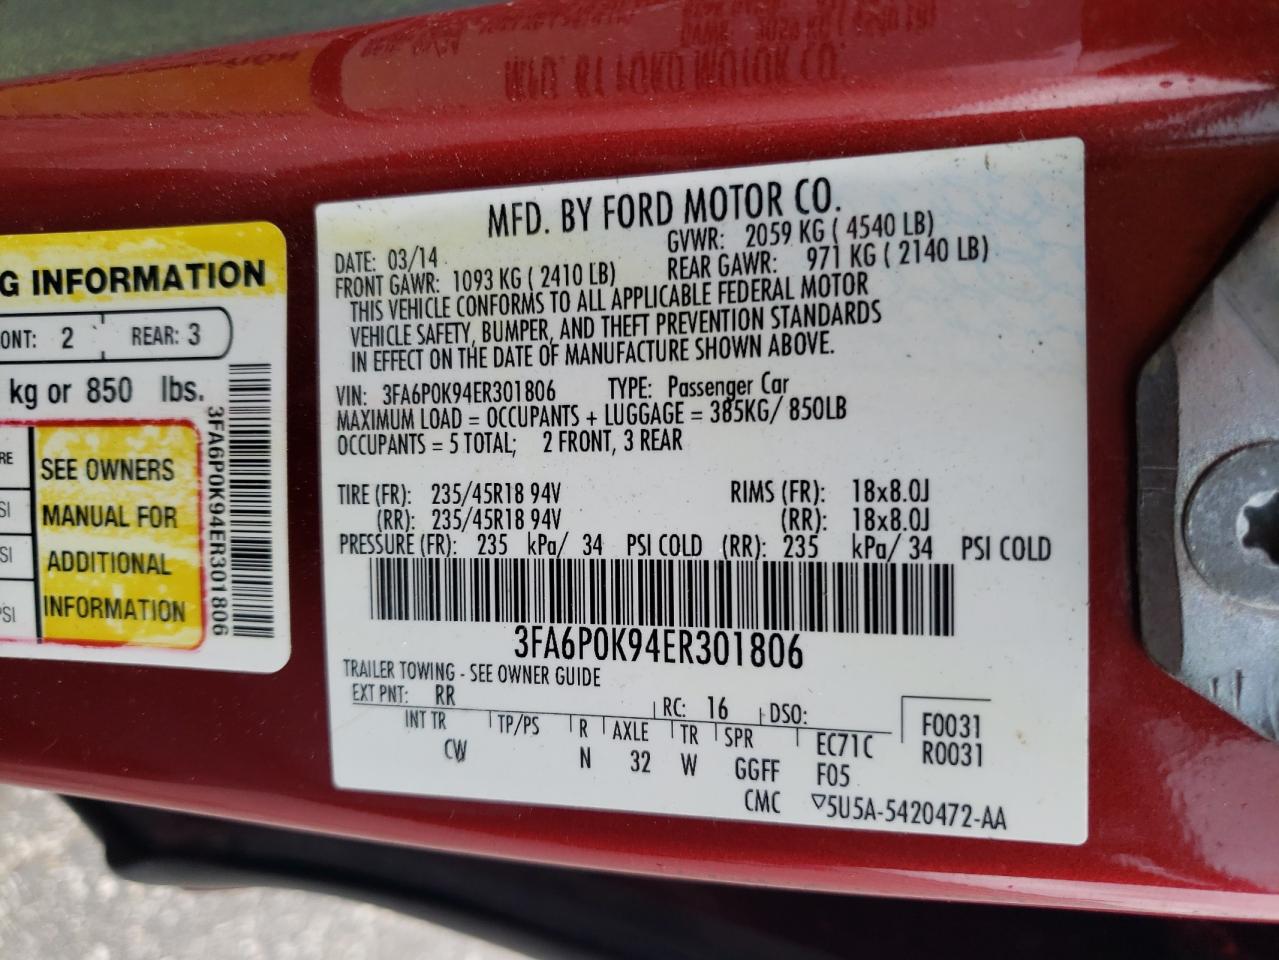 G INFORMATION
ONT: 2 REAR: 3
kg or 850 lbs.
RE
SI
SI
PSI
SEE OWNERS
MANUAL FOR
ADDITIONAL
INFORMATION
3FA6P0K94ER301806
MFD. BY FORD MOTOR CO.
DATE: 03/14 GVWR: 2059 KG ( 4540 LB)
FRONT GAWR: 1093 KG ( 2410 LB) REAR GAWR: 971 KG ( 2140 LB)
THIS VEHICLE CONFORMS TO ALL APPLICABLE FEDERAL MOTOR
VEHICLE SAFETY, BUMPER, AND THEFT PREVENTION STANDARDS
IN EFFECT ON THE DATE OF MANUFACTURE SHOWN ABOVE.
VIN: 3FA6P0K94ER301806 TYPE: Passenger Car
MAXIMUM LOAD = OCCUPANTS + LUGGAGE = 385KG/ 850LB
OCCUPANTS = 5 TOTAL; 2 FRONT, 3 REAR
TIRE (FR): 235/45R18 94V RIMS (FR): 18x8.0J
(RR): 235/45R18 94V (RR): 18x8.0J
PRESSURE (FR): 235 kPa/ 34 PSI COLD (RR): 235 kPa/ 34 PSI COLD
3FA6P0K94ER301806
TRAILER TOWING - SEE OWNER GUIDE
EXT PNT: RR RC: 16 DSO:
INT TR TP/PS R AXLE TR SPR EC71C F0031
CW N 32 W GGFF F05 R0031
CMC ▽5U5A-5420472-AA